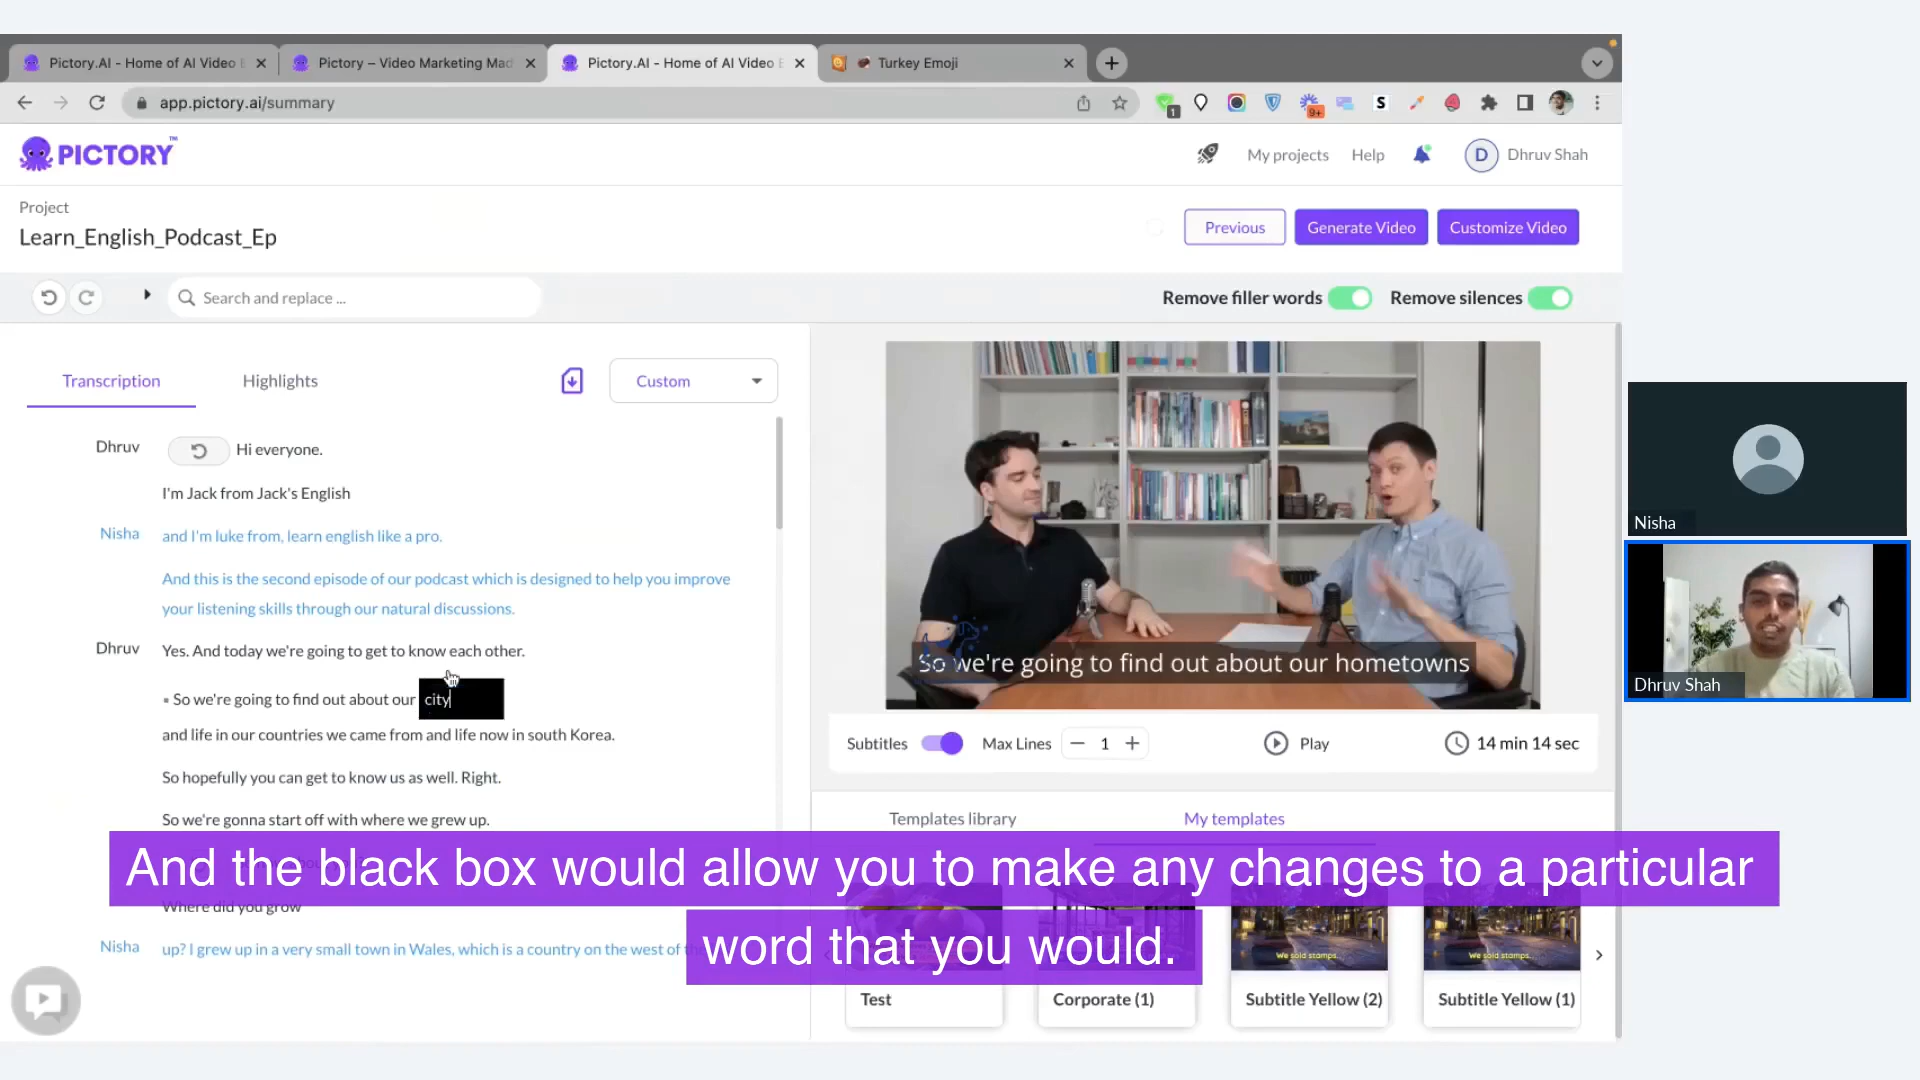 Pictory.AI - Home of AI Video E
Pictory – Video Marketing Mad
Pictory.AI - Home of AI Video E
Turkey Emoji
app.pictory.ai/summary
1
9+
S
PICTORY™
My projects
Help
D
Dhruv Shah
Project
Learn_English_Podcast_Ep
Previous
Generate Video
Customize Video
Search and replace ...
Remove filler words
Remove silences
Transcription
Highlights
Custom
Dhruv
Hi everyone.
I'm Jack from Jack's English
Nisha
and I'm luke from, learn english like a pro.
And this is the second episode of our podcast which is designed to help you improve
your listening skills through our natural discussions.
Dhruv
Yes. And today we're going to get to know each other.
So we're going to find out about our city
and life in our countries we came from and life now in south Korea.
So hopefully you can get to know us as well. Right.
So we're gonna start off with where we grew up.
Where did you grow
Nisha
up? I grew up in a very small town in Wales, which is a country on the west of
So we're going to find out about our hometowns
Subtitles
Max Lines
1
Play
14 min 14 sec
Templates library
My templates
We sold stamps...
We sold stamps...
Test
Corporate (1)
Subtitle Yellow (2)
Subtitle Yellow (1)
Nisha
Dhruv Shah
And the black box would allow you to make any changes to a particular
word that you would.